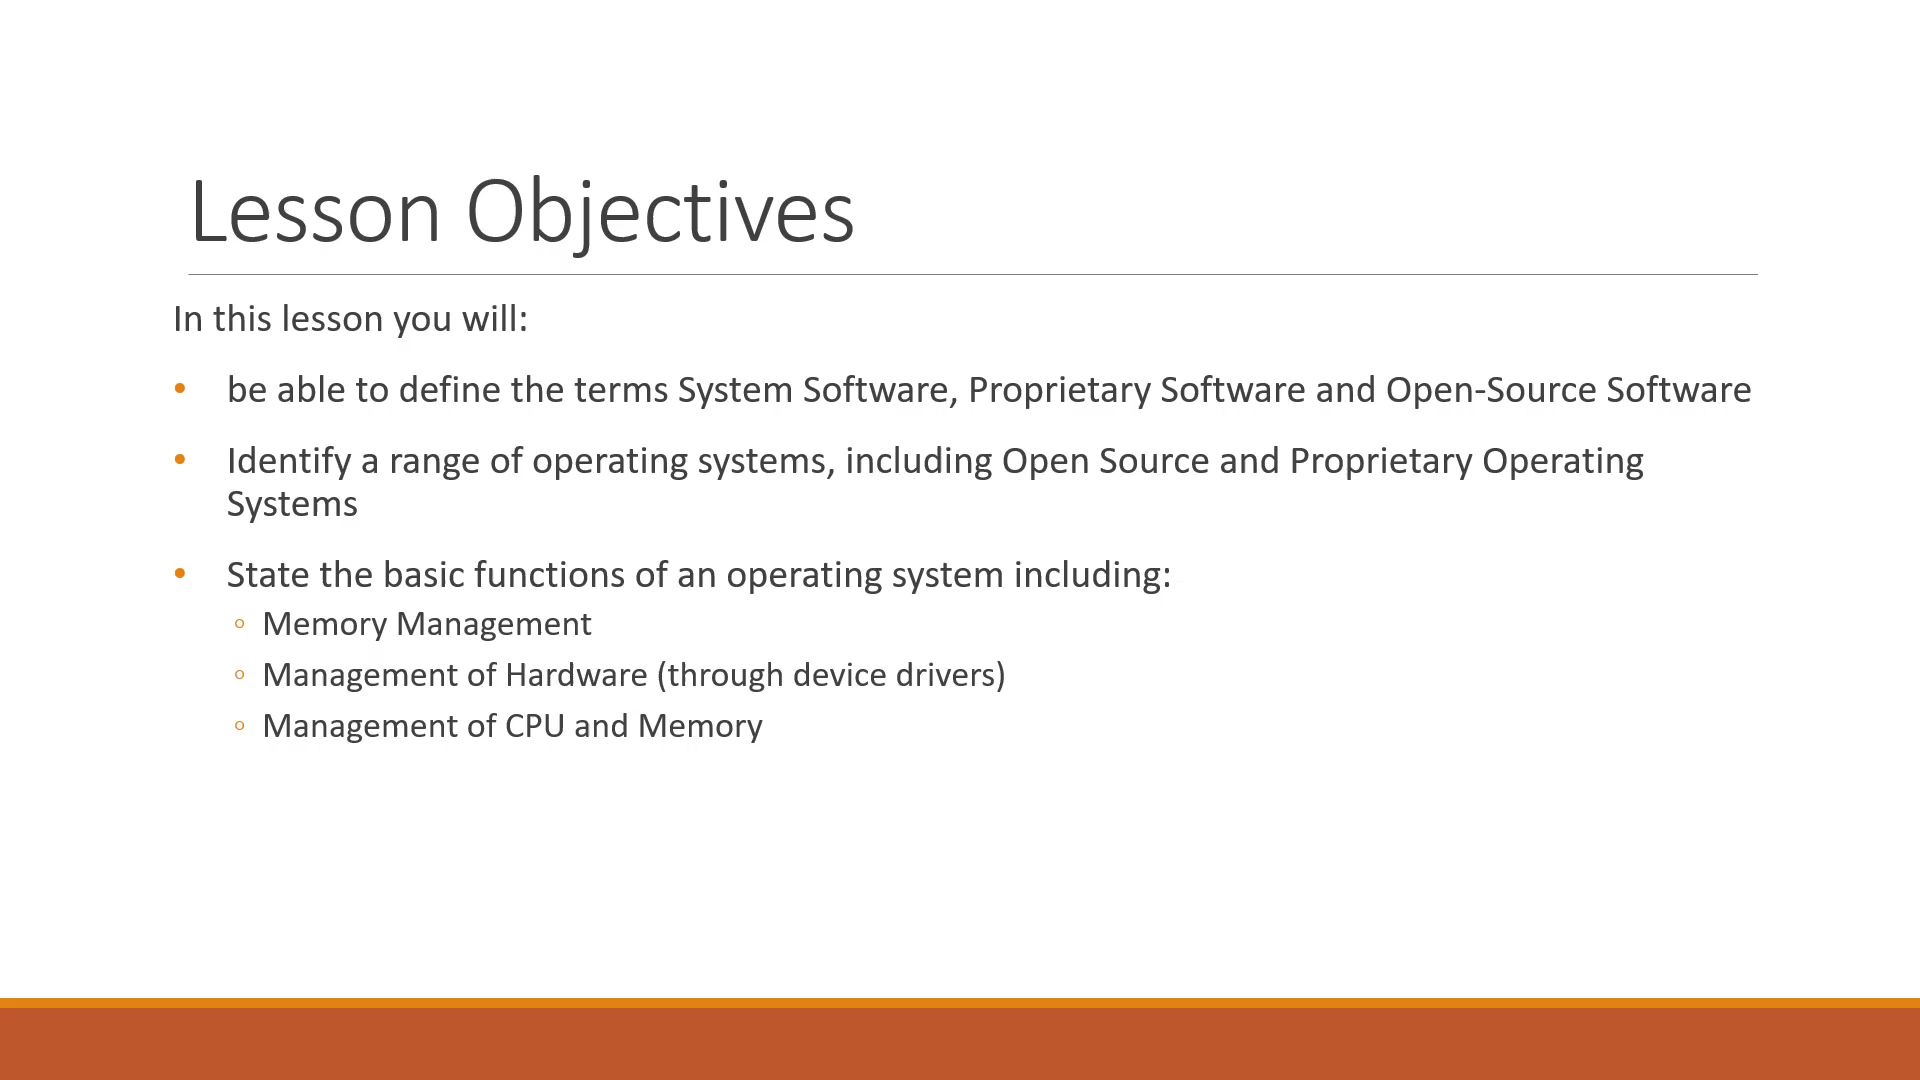 Lesson Objectives
In this lesson you will:
• be able to define the terms System Software, Proprietary Software and Open-Source Software
• Identify a range of operating systems, including Open Source and Proprietary Operating
Systems
• State the basic functions of an operating system including:
◦ Memory Management
◦ Management of Hardware (through device drivers)
◦ Management of CPU and Memory